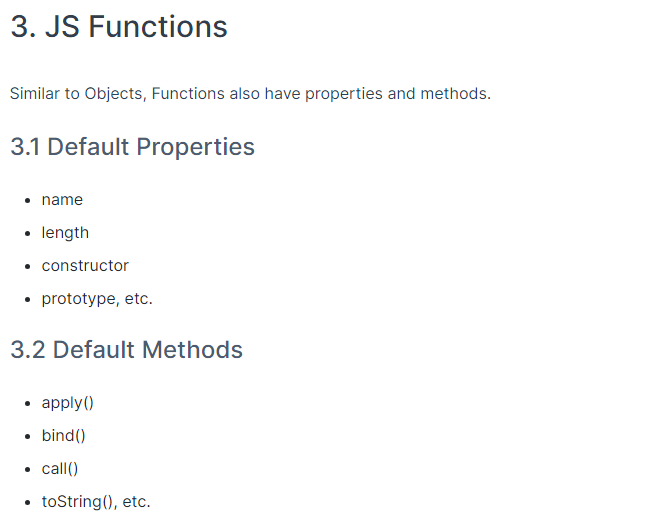 3. JS Functions
Similar to Objects, Functions also have properties and methods.
3.1 Default Properties
• name
• length
• constructor
• prototype, etc.
3.2 Default Methods
• apply()
• bind()
• call()
• toString(), etc.